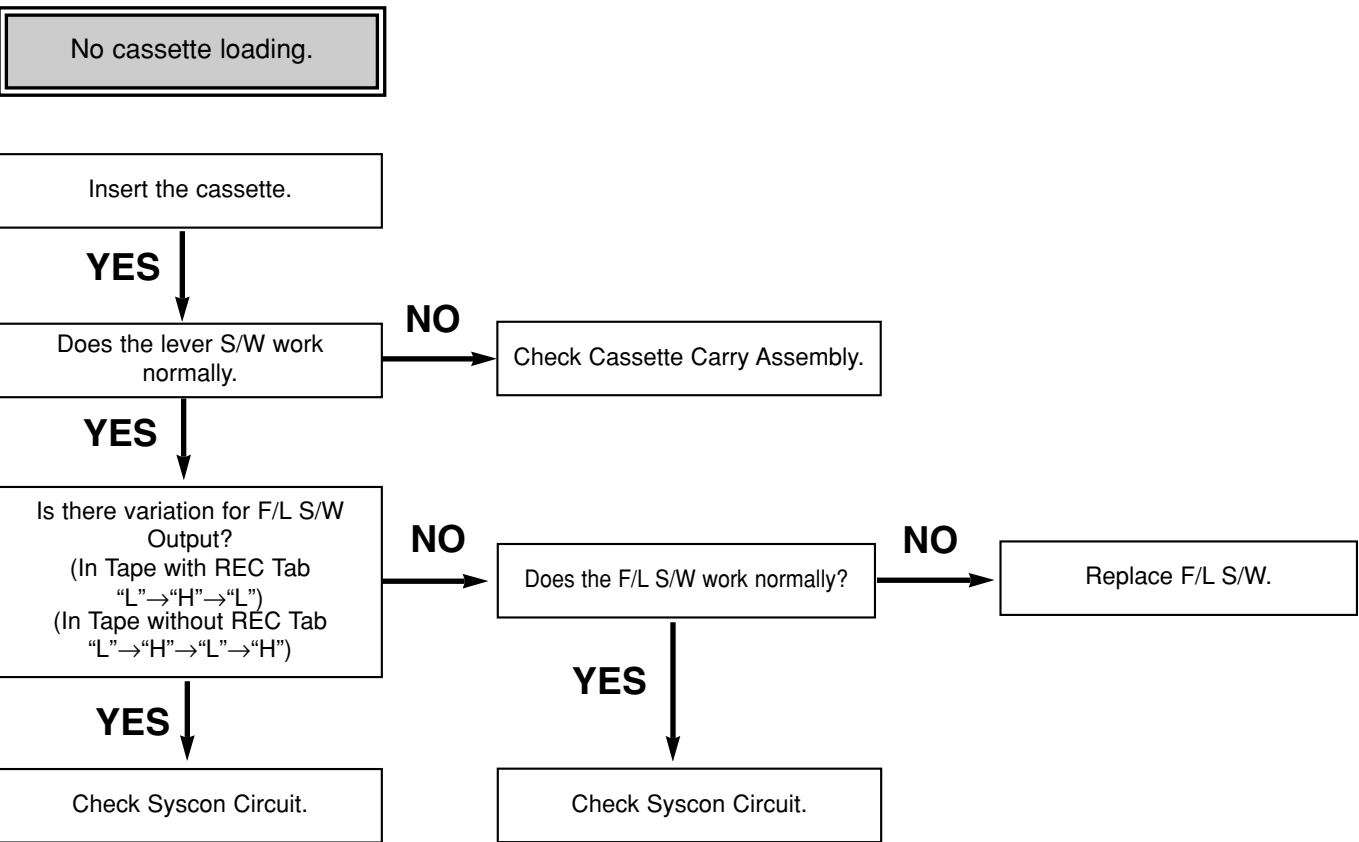 No cassette loading.
Insert the cassette.
YES
Does the lever S/W work
normally.
NO
Check Cassette Carry Assembly.
YES
Is there variation for F/L S/W
Output?
(In Tape with REC Tab
“L”→“H”→“L”)
(In Tape without REC Tab
“L”→“H”→“L”→“H”)
NO
Does the F/L S/W work normally?
NO
Replace F/L S/W.
YES
YES
Check Syscon Circuit.
Check Syscon Circuit.